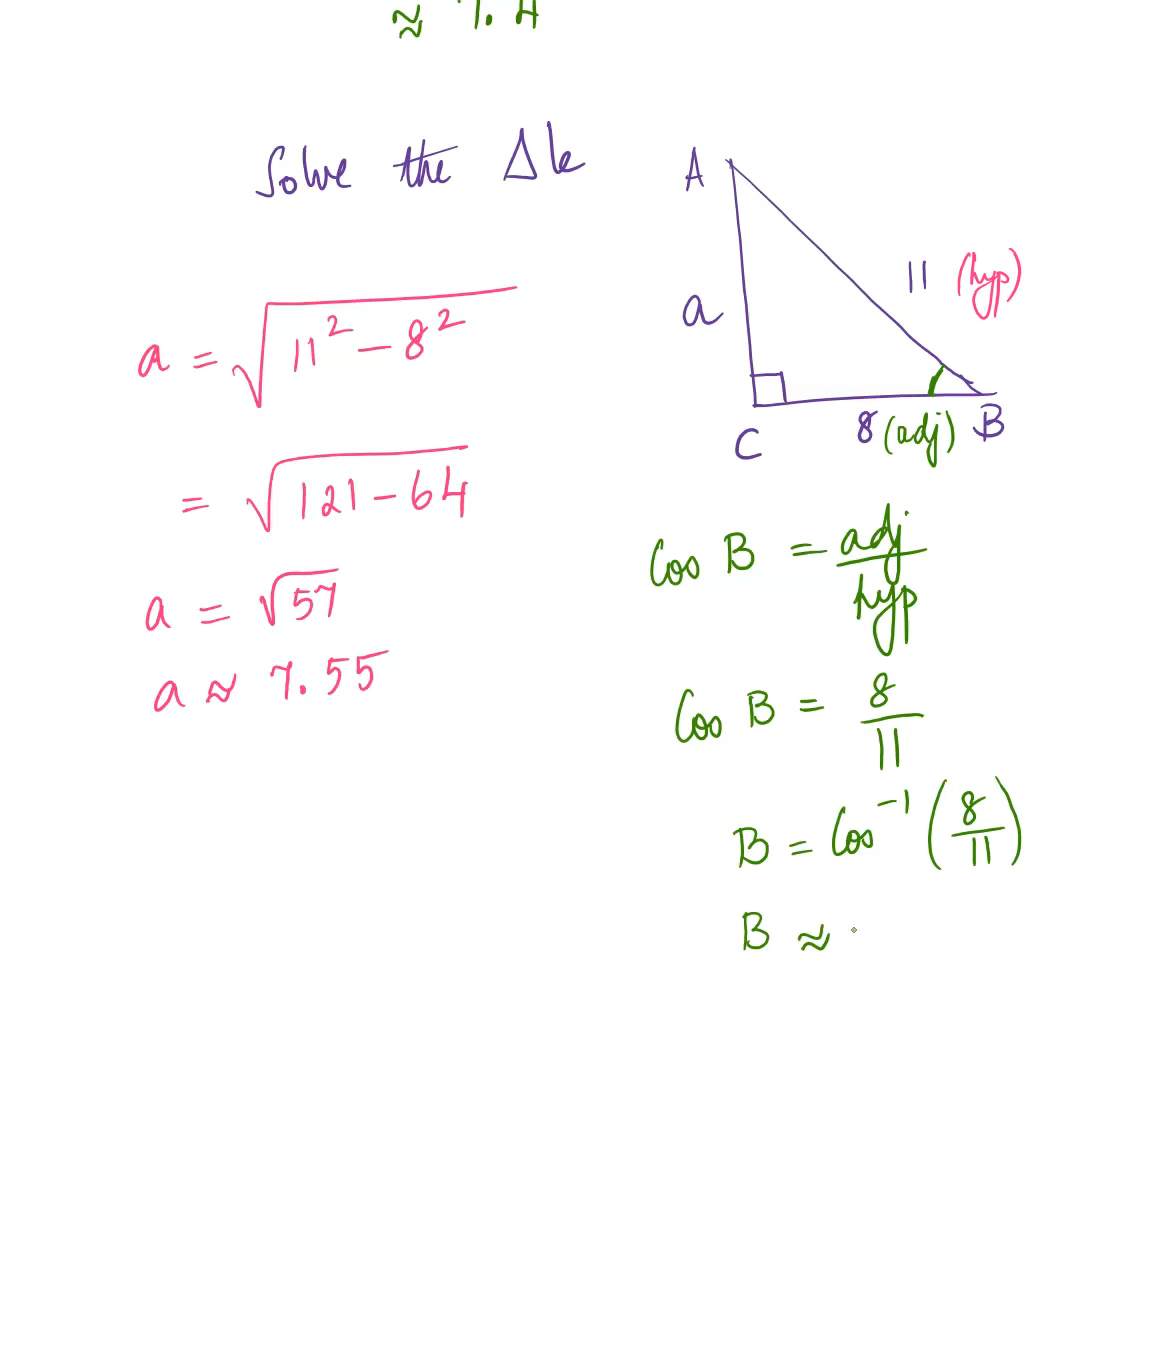 ≈ 7.4
Solve the Δle
A
11 (hyp)
a
C
8 (adj) B
a = √(11² − 8²)
= √(121 − 64)
a = √57
a ≈ 7.55
Cos B = adj/hyp
Cos B = 8/11
B = Cos⁻¹ (8/11)
B ≈